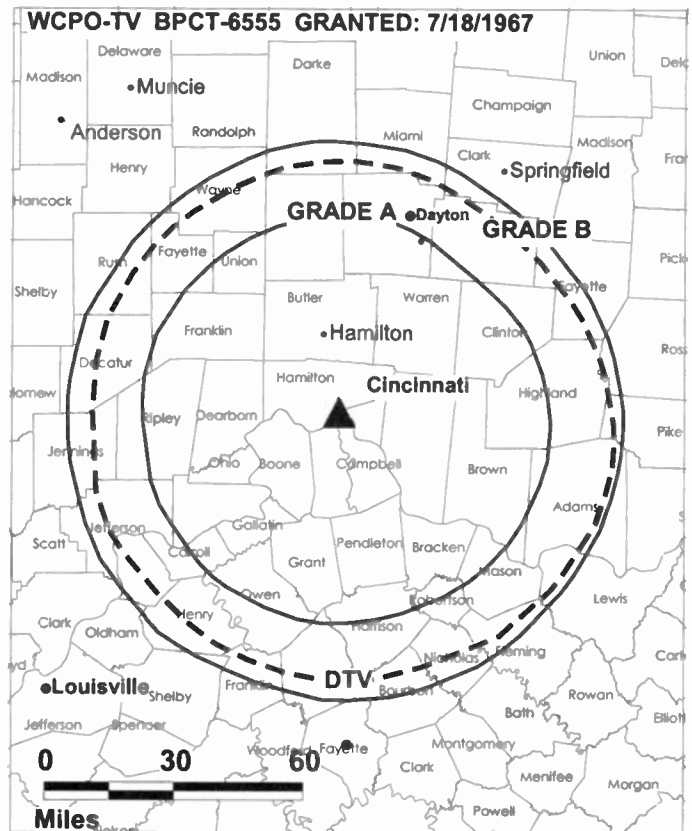 WCPO-TV BPCT-6555 GRANTED: 7/18/1967
Delaware
Darke
Union
Madison
Muncie
Champaign
Anderson
Randolph
Miami
Madison
Clark
Henry
Springfield
Wayne
Hancock
GRADE A
Dayton
GRADE B
Rush
Fayette
Union
Shelby
Fayette
Butler
Warren
Franklin
Hamilton
Clinton
Ross
Decatur
Hamilton
Cincinnati
Highland
Ripley
Dearborn
Pike
Jennings
Ohio
Boone
Campbell
Brown
Adams
Jefferson
Gallatin
Scatt
Carroll
Grant
Pendleton
Bracken
Mason
Owen
Robertson
Lewis
Henry
Clark
Oldham
Harrison
Nicholas
Fleming
DTV
Louisville
Shelby
Franklin
Bourbon
Rowan
Bath
Elliott
Jefferson
Spencer
Woodford
Fayette
Montgomery
0 30 60
Clark
Menifee
Morgan
Powell
Miles